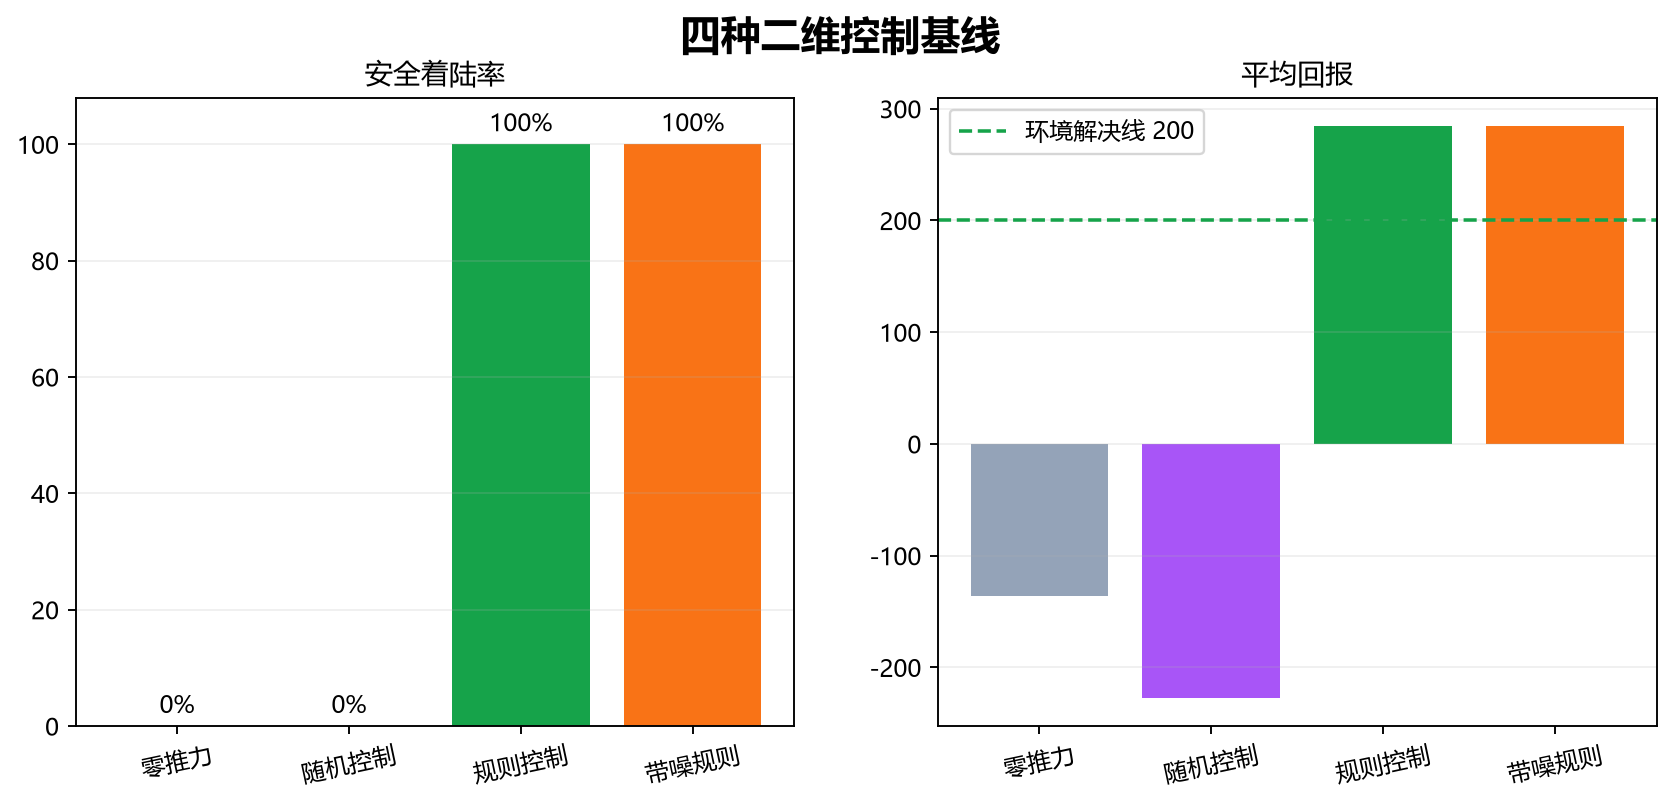 四种二维控制基线
安全着陆率
100
80
60
40
20
0
0%
0%
100%
100%
零推力
随机控制
规则控制
带噪规则
平均回报
300
200
100
0
-100
-200
环境解决线 200
零推力
随机控制
规则控制
带噪规则